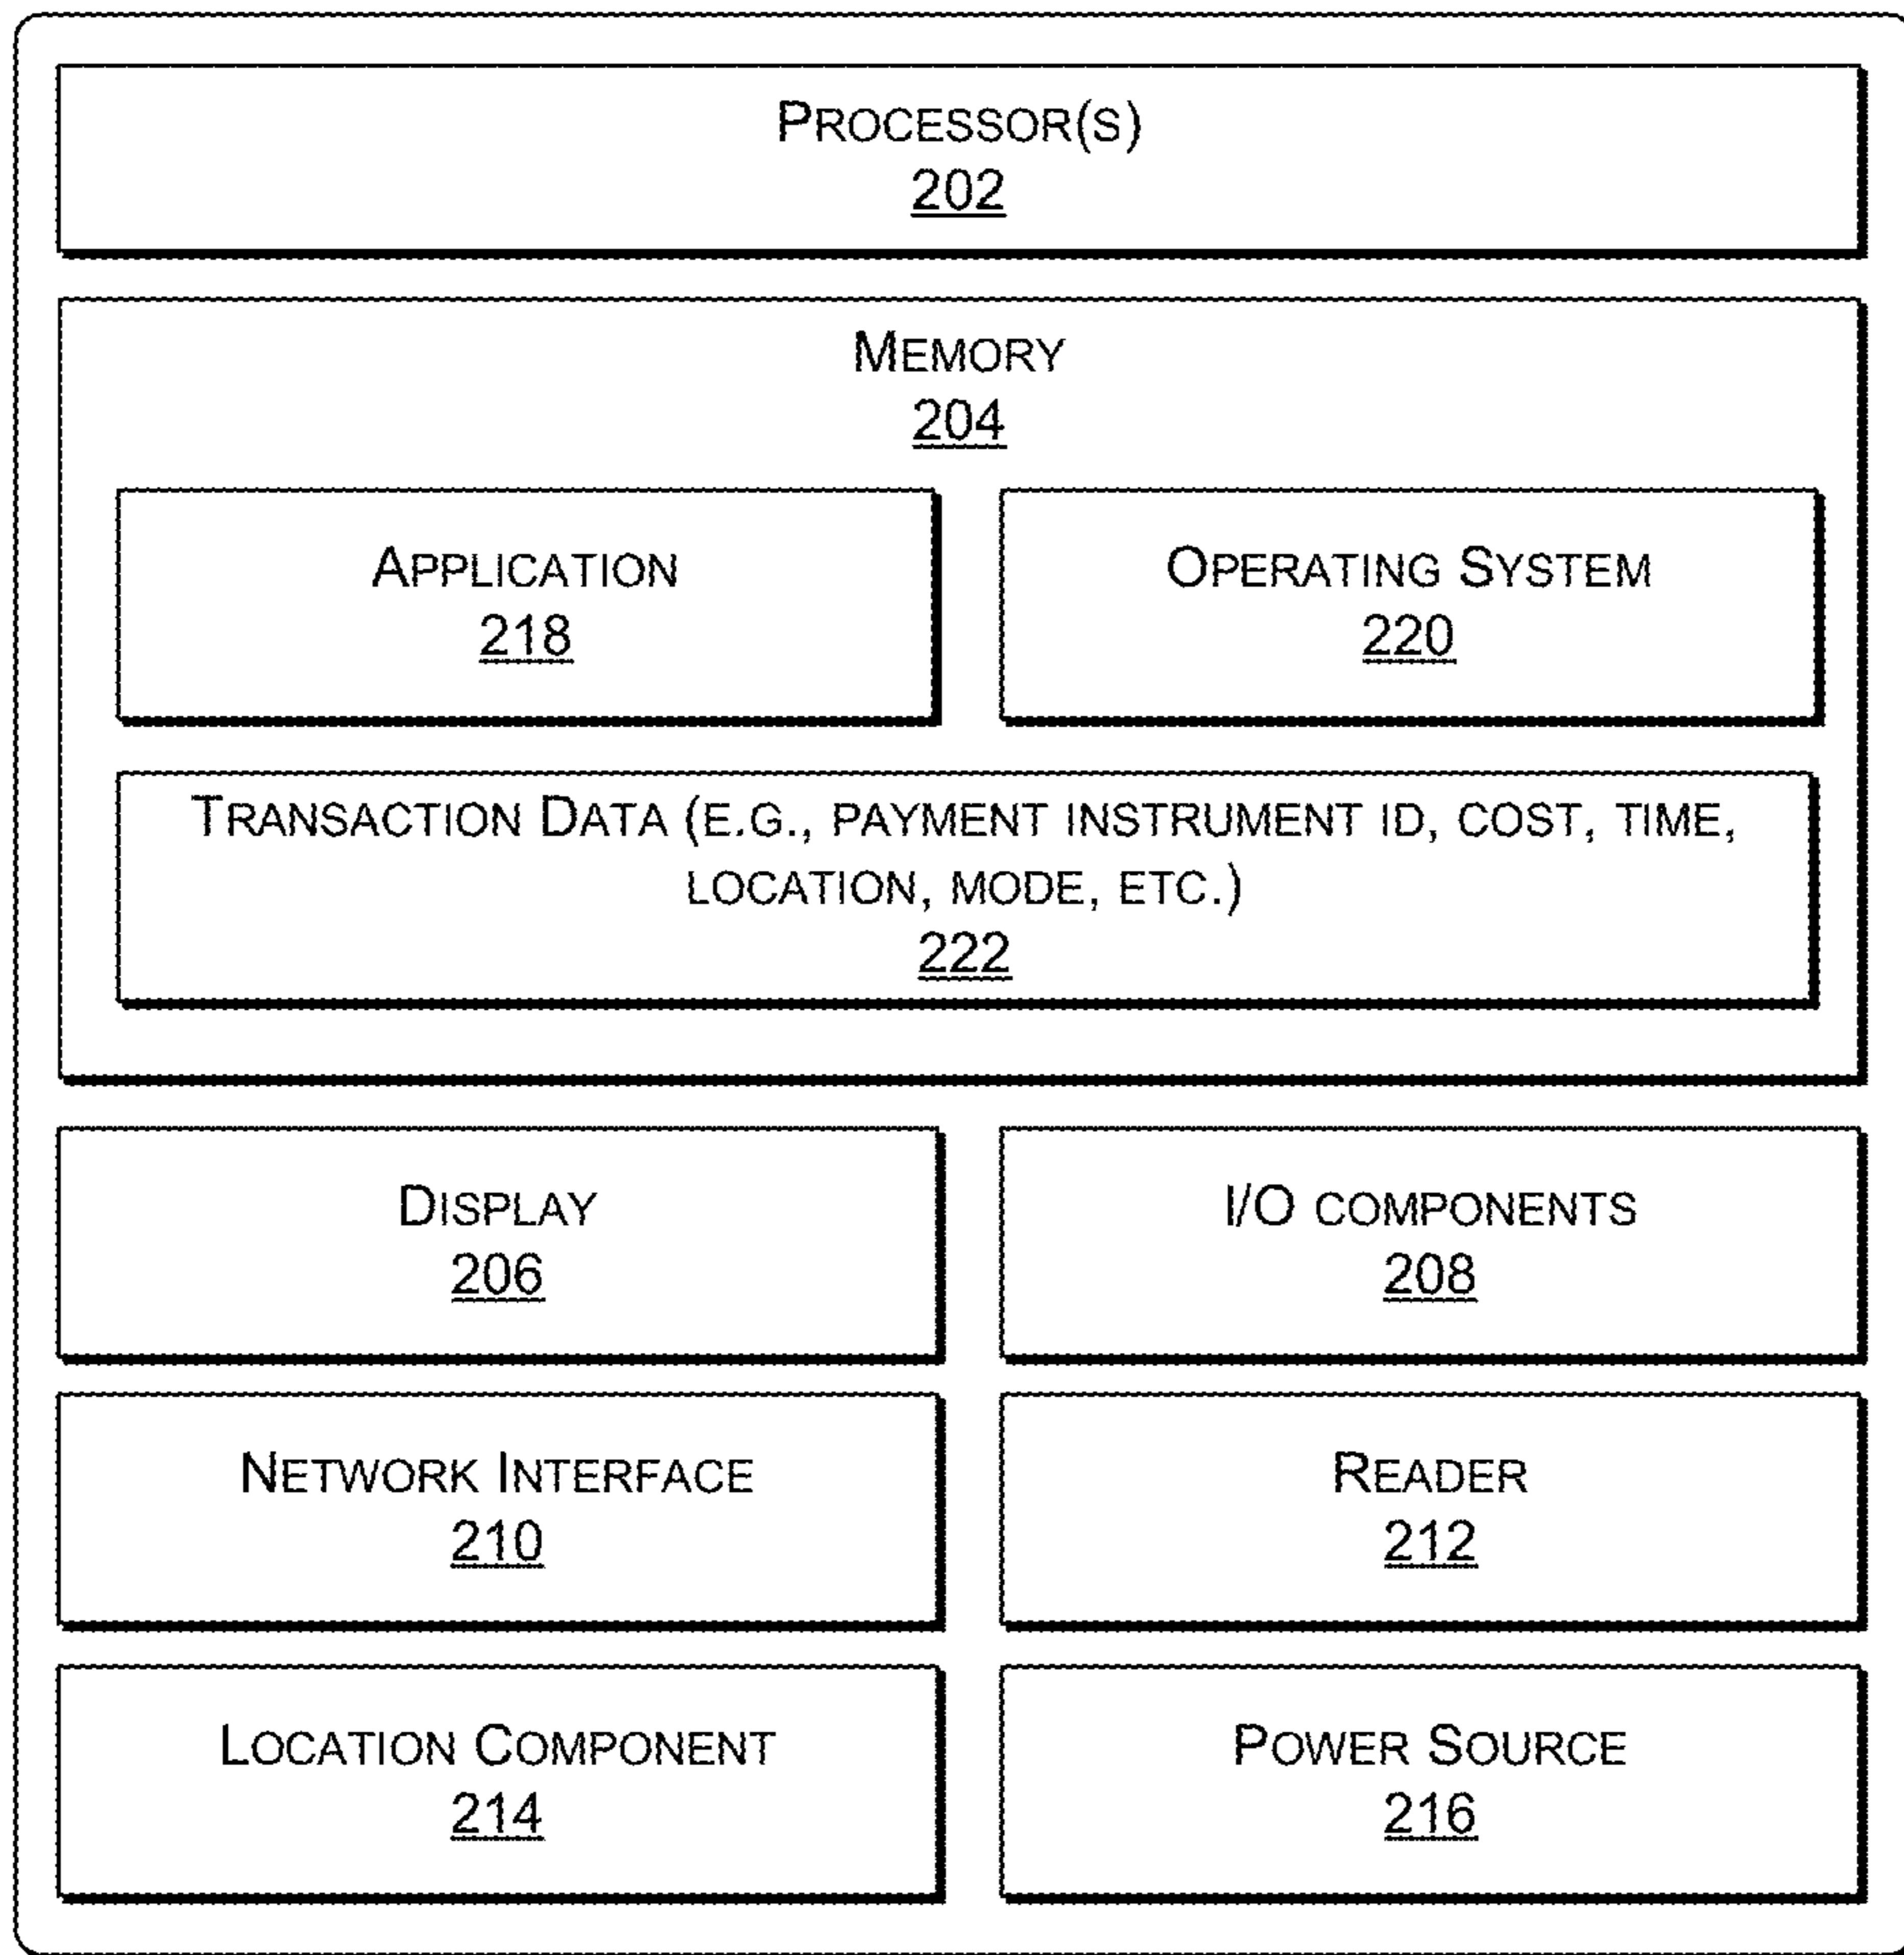 PROCESSOR(S)
202
MEMORY
204
APPLICATION
218
OPERATING SYSTEM
220
TRANSACTION DATA (E.G., PAYMENT INSTRUMENT ID, COST, TIME,
LOCATION, MODE, ETC.)
222
DISPLAY
206
I/O COMPONENTS
208
NETWORK INTERFACE
210
READER
212
LOCATION COMPONENT
214
POWER SOURCE
216